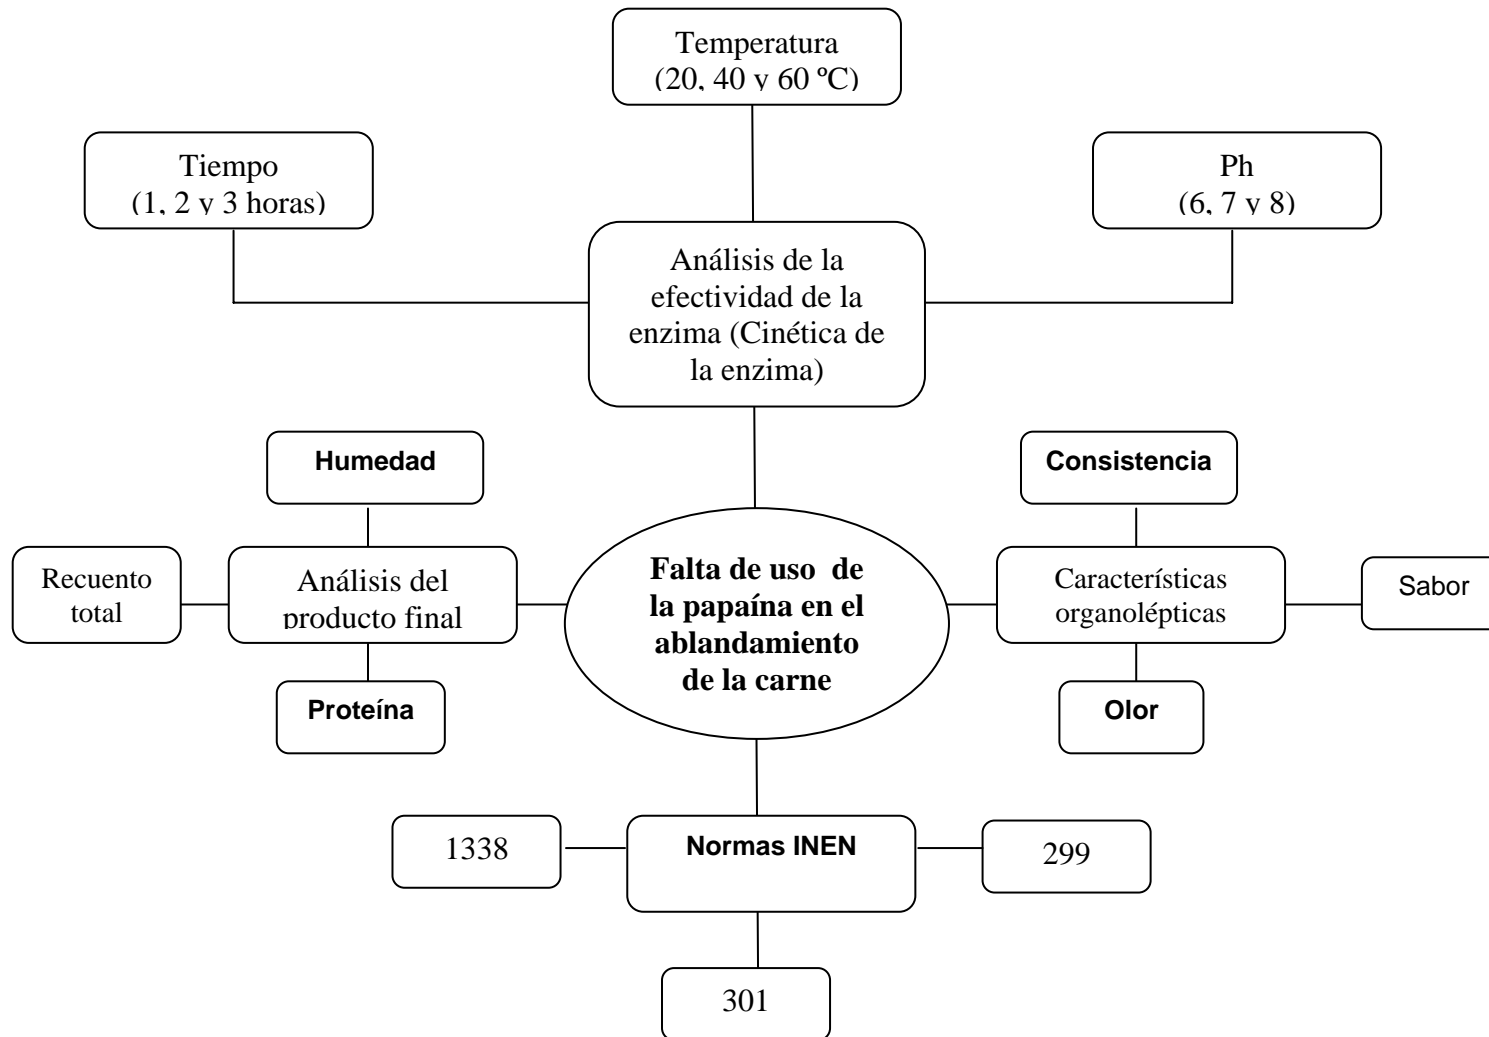 Temperatura
(20, 40 y 60 ºC)
Tiempo
(1, 2 y 3 horas)
Ph
(6, 7 y 8)
Análisis de la
efectividad de la
enzima (Cinética de
la enzima)
Humedad
Consistencia
Recuento
total
Análisis del
producto final
Falta de uso de
la papaína en el
ablandamiento
de la carne
Características
organolépticas
Sabor
Proteína
Olor
1338
Normas INEN
299
301